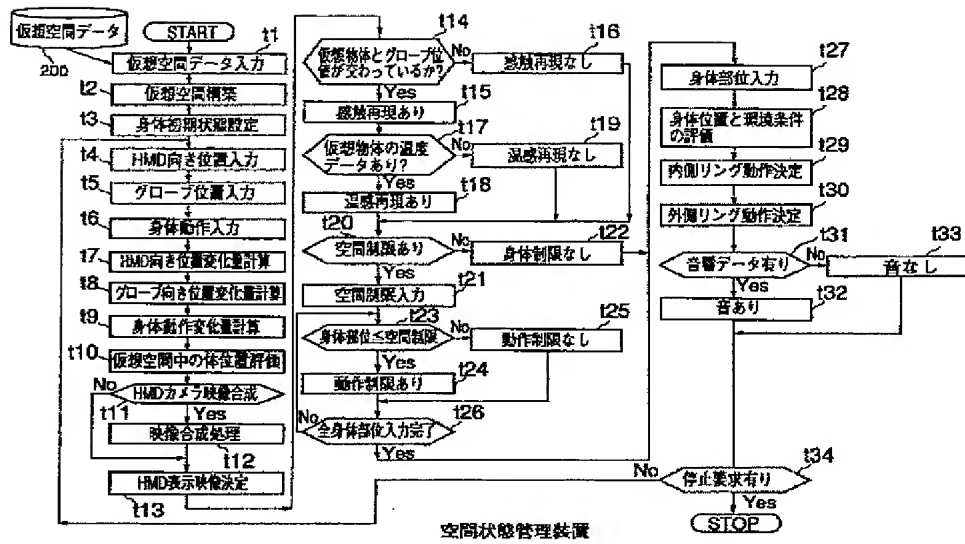 仮想空間データ
200
START
t1
仮想空間データ入力
t2
仮想空間構築
t3
身体初期状態設定
t4
HMD向き位置入力
t5
グローブ位置入力
t6
身体動作入力
t7
HMD向き位置変化量計算
t8
グローブ向き位置変化量計算
t9
身体動作変化量計算
t10
仮想空間中の体位置評価
No
HMDカメラ映像合成
t11
Yes
映像合成処理
t12
HMD表示映像決定
t13
t14
仮想物体とグローブ位
値が交わっているか?
No
t16
感触再現なし
Yes
t15
感触再現あり
t17
仮想物体の温度
データあり?
No
t19
温感再現なし
Yes
t18
温感再現あり
t20
空間制限あり
No
t22
身体制限なし
Yes
t21
空間制限入力
t23
身体部位≦空間制限
No
t25
動作制限なし
Yes
動作制限あり
t24
No
t26
全身体部位入力完了
Yes
t27
身体部位入力
t28
身体位置と環境条件
の評価
t29
内側リング動作決定
t30
外側リング動作決定
t31
音響データ有り
No
t33
音なし
Yes
音あり
t32
No
t34
停止要求有り
Yes
STOP
空間状態管理装置